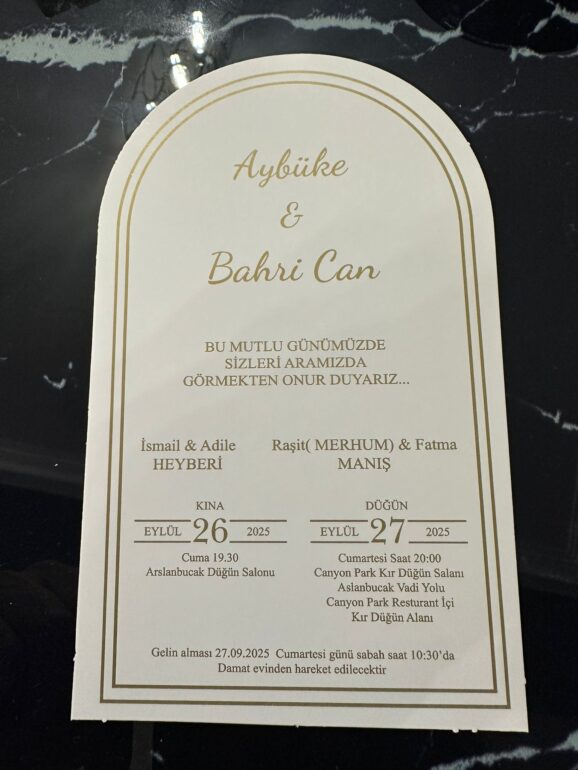 Aybüke
&
Bahri Can
BU MUTLU GÜNÜMÜZDE
SİZLERİ ARAMIZDA
GÖRMEKTEN ONUR DUYARIZ...
İsmail & Adile
HEYBERİ
Raşit( MERHUM) & Fatma
MANIŞ
KINA
EYLÜL 26 2025
Cuma 19.30
Arslanbucak Düğün Salonu
DÜĞÜN
EYLÜL 27 2025
Cumartesi Saat 20:00
Canyon Park Kır Düğün Salanı
Aslanbucak Vadi Yolu
Canyon Park Resturant İçi
Kır Düğün Alanı
Gelin alması 27.09.2025 Cumartesi günü sabah saat 10:30'da
Damat evinden hareket edilecektir